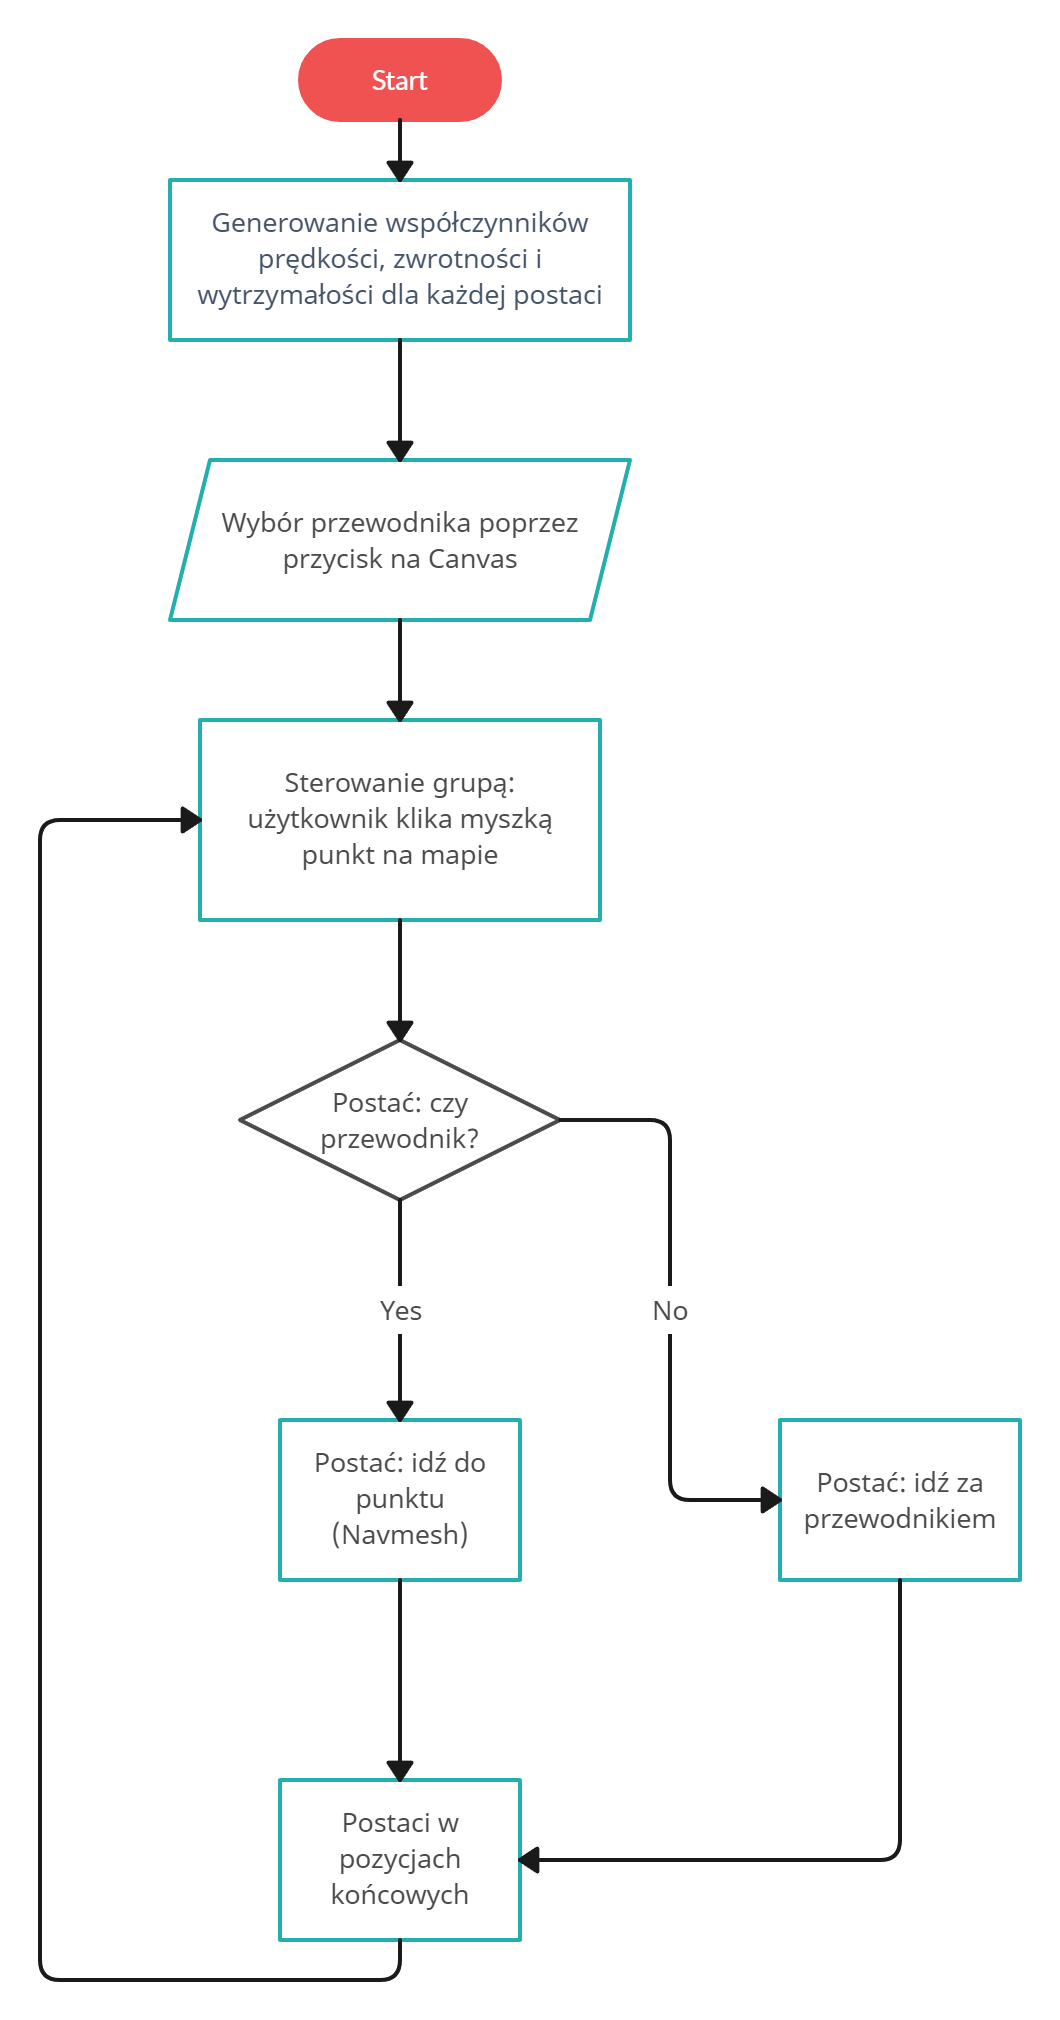 Start
Generowanie współczynników
prędkości, zwrotności i
wytrzymałości dla każdej postaci
Wybór przewodnika poprzez
przycisk na Canvas
Sterowanie grupą:
użytkownik klika myszką
punkt na mapie
Postać: czy
przewodnik?
Yes
No
Postać: idź do
punktu
(Navmesh)
Postać: idź za
przewodnikiem
Postaci w
pozycjach
końcowych